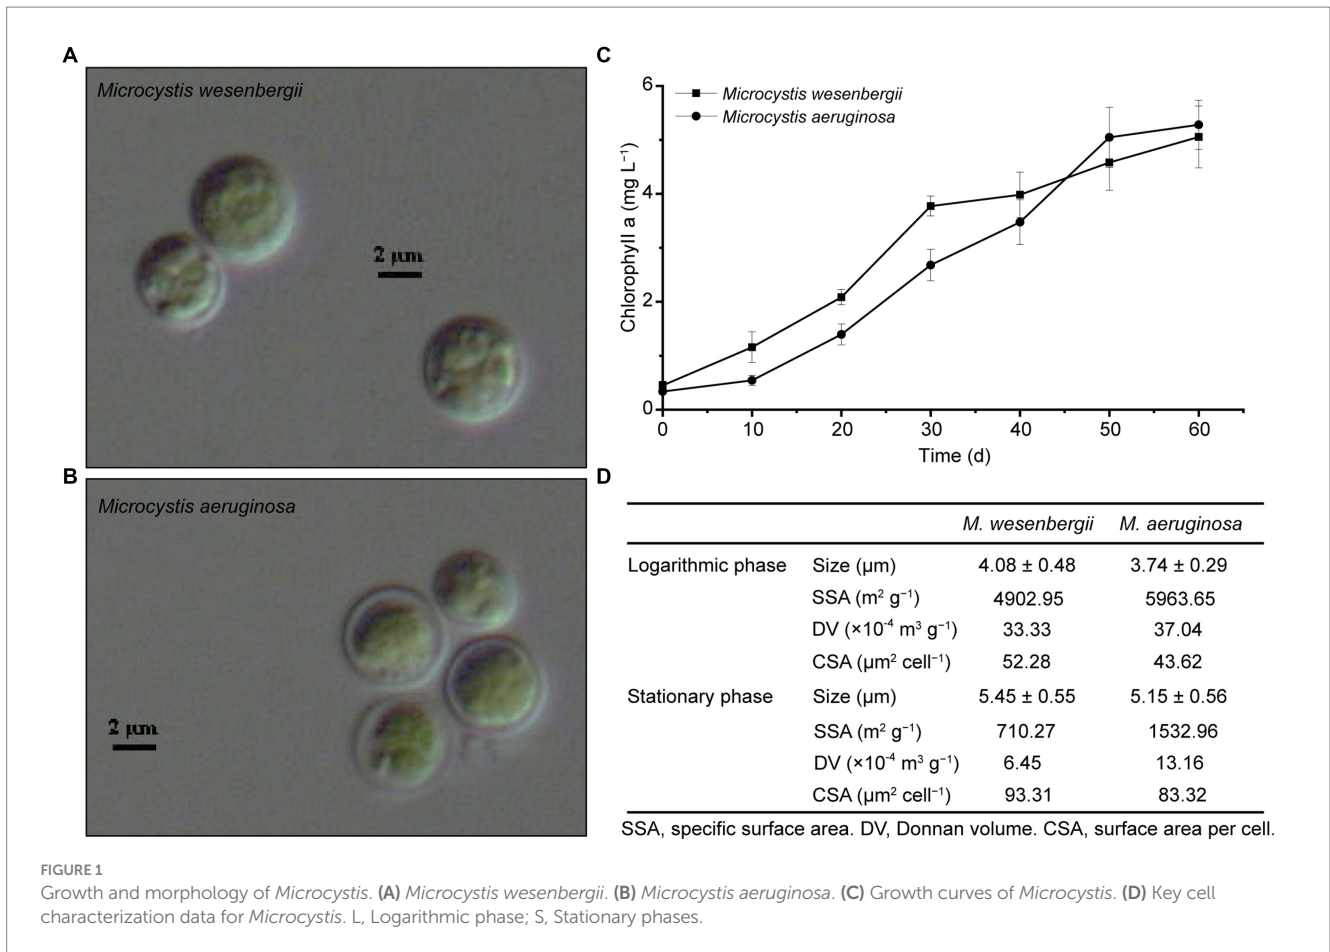 A
Microcystis wesenbergii
2 μm
B
Microcystis aeruginosa
2 μm
C
Microcystis wesenbergii
Microcystis aeruginosa
Chlorophyll a (mg L⁻¹)
6
4
2
0
0 10 20 30 40 50 60
Time (d)
D
M. wesenbergii M. aeruginosa
Logarithmic phase Size (μm) 4.08 ± 0.48 3.74 ± 0.29
SSA (m² g⁻¹) 4902.95 5963.65
DV (×10⁻⁴ m³ g⁻¹) 33.33 37.04
CSA (μm² cell⁻¹) 52.28 43.62
Stationary phase Size (μm) 5.45 ± 0.55 5.15 ± 0.56
SSA (m² g⁻¹) 710.27 1532.96
DV (×10⁻⁴ m³ g⁻¹) 6.45 13.16
CSA (μm² cell⁻¹) 93.31 83.32
SSA, specific surface area. DV, Donnan volume. CSA, surface area per cell.
FIGURE 1
Growth and morphology of Microcystis. (A) Microcystis wesenbergii. (B) Microcystis aeruginosa. (C) Growth curves of Microcystis. (D) Key cell
characterization data for Microcystis. L, Logarithmic phase; S, Stationary phases.